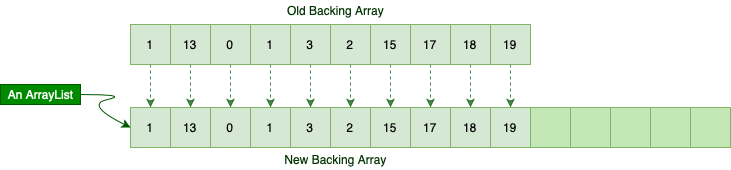 Old Backing Array
1 13 0 1 3 2 15 17 18 19
An ArrayList
1 13 0 1 3 2 15 17 18 19
New Backing Array